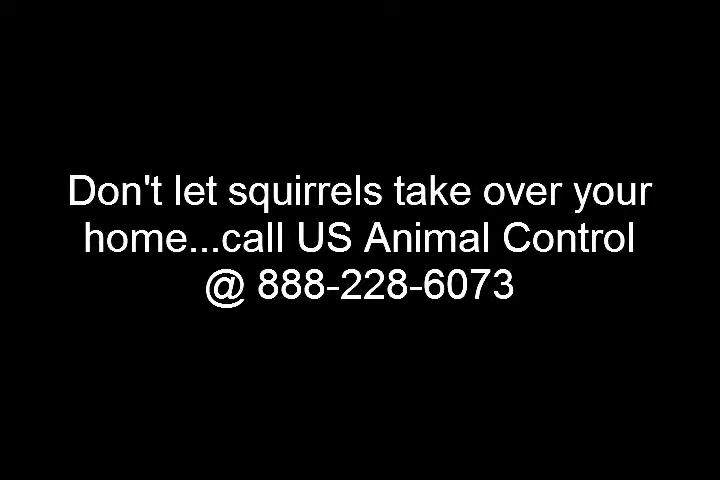 Don't let squirrels take over your
home...call US Animal Control
@ 888-228-6073